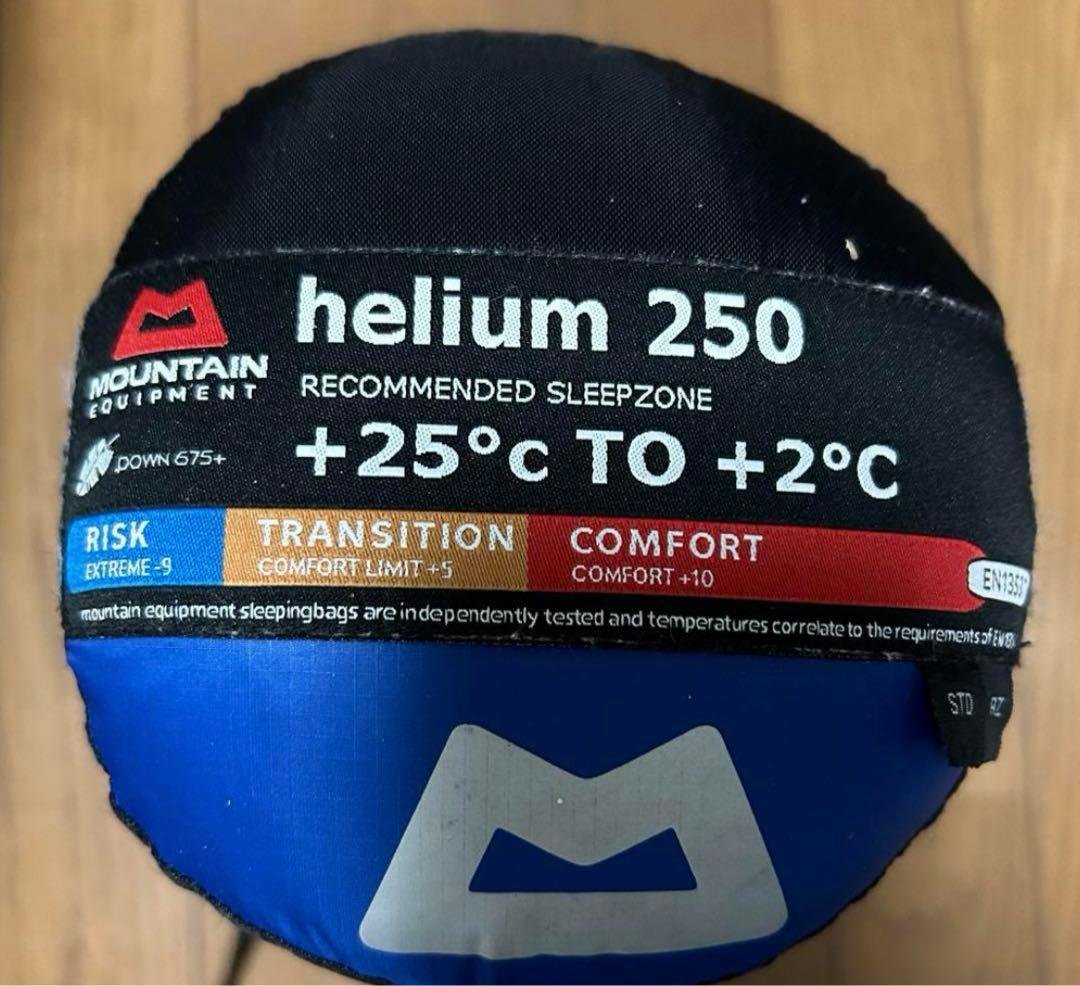 helium 250
MOUNTAIN
EQUIPMENT
RECOMMENDED SLEEPZONE
DOWN 675+
+25°c TO +2°C
RISK
EXTREME -9
TRANSITION
COMFORT LIMIT +5
COMFORT
COMFORT +10
mountain equipment sleepingbags are independently tested and temperatures correlate to the requirements of
STD RZ